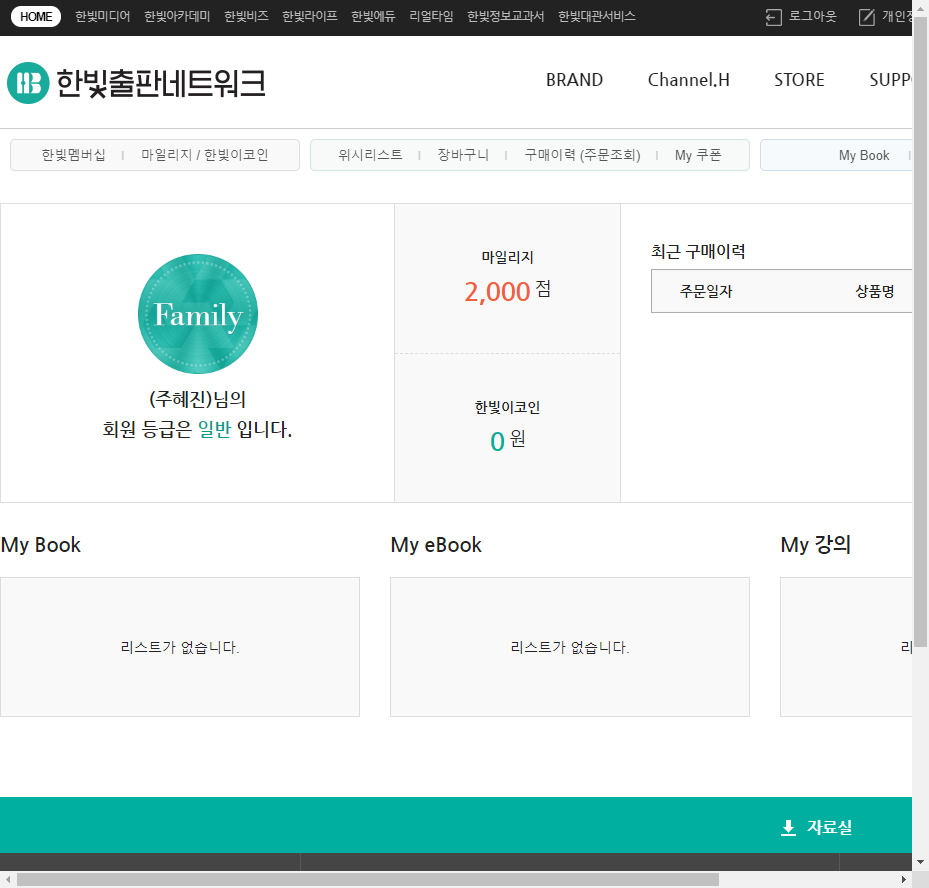 HOME 한빛미디어 한빛아카데미 한빛비즈 한빛라이프 한빛에듀 리얼타임 한빛정보교과서 한빛대관서비스 로그아웃
한빛출판네트워크 BRAND Channel.H STORE
한빛멤버십 마일리지 / 한빛이코인 위시리스트 장바구니 구매이력 (주문조회) My 쿠폰 My Book
Family
(주혜진)님의
회원 등급은 일반 입니다.
마일리지
2,000 점
한빛이코인
0 원
최근 구매이력
주문일자 상품명
My Book My eBook My 강의
리스트가 없습니다. 리스트가 없습니다. 리
자료실